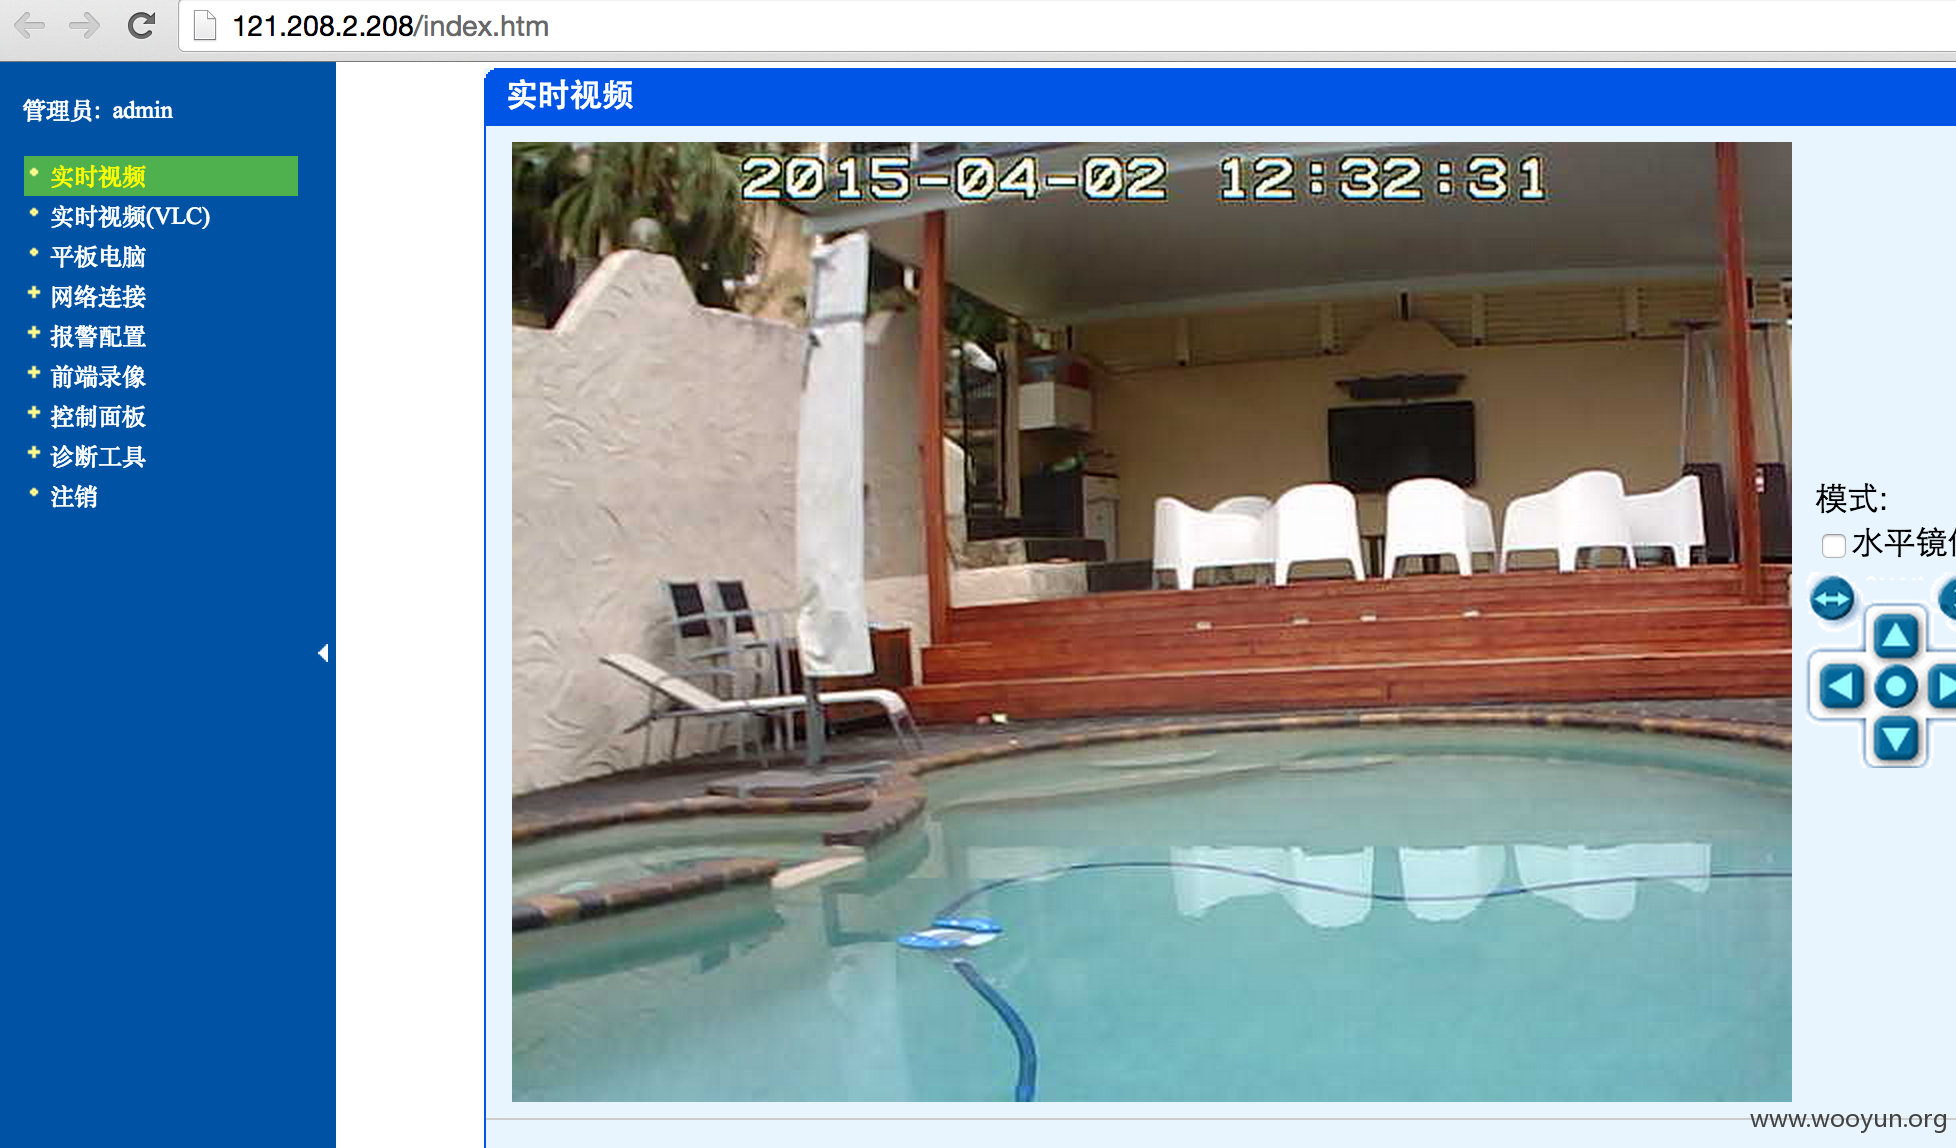 121.208.2.208/index.htm
管理员: admin
实时视频
实时视频(VLC)
平板电脑
网络连接
报警配置
前端录像
控制面板
诊断工具
注销
实时视频
2015-04-02 12:32:31
模式:
水平镜
www.wooyun.org